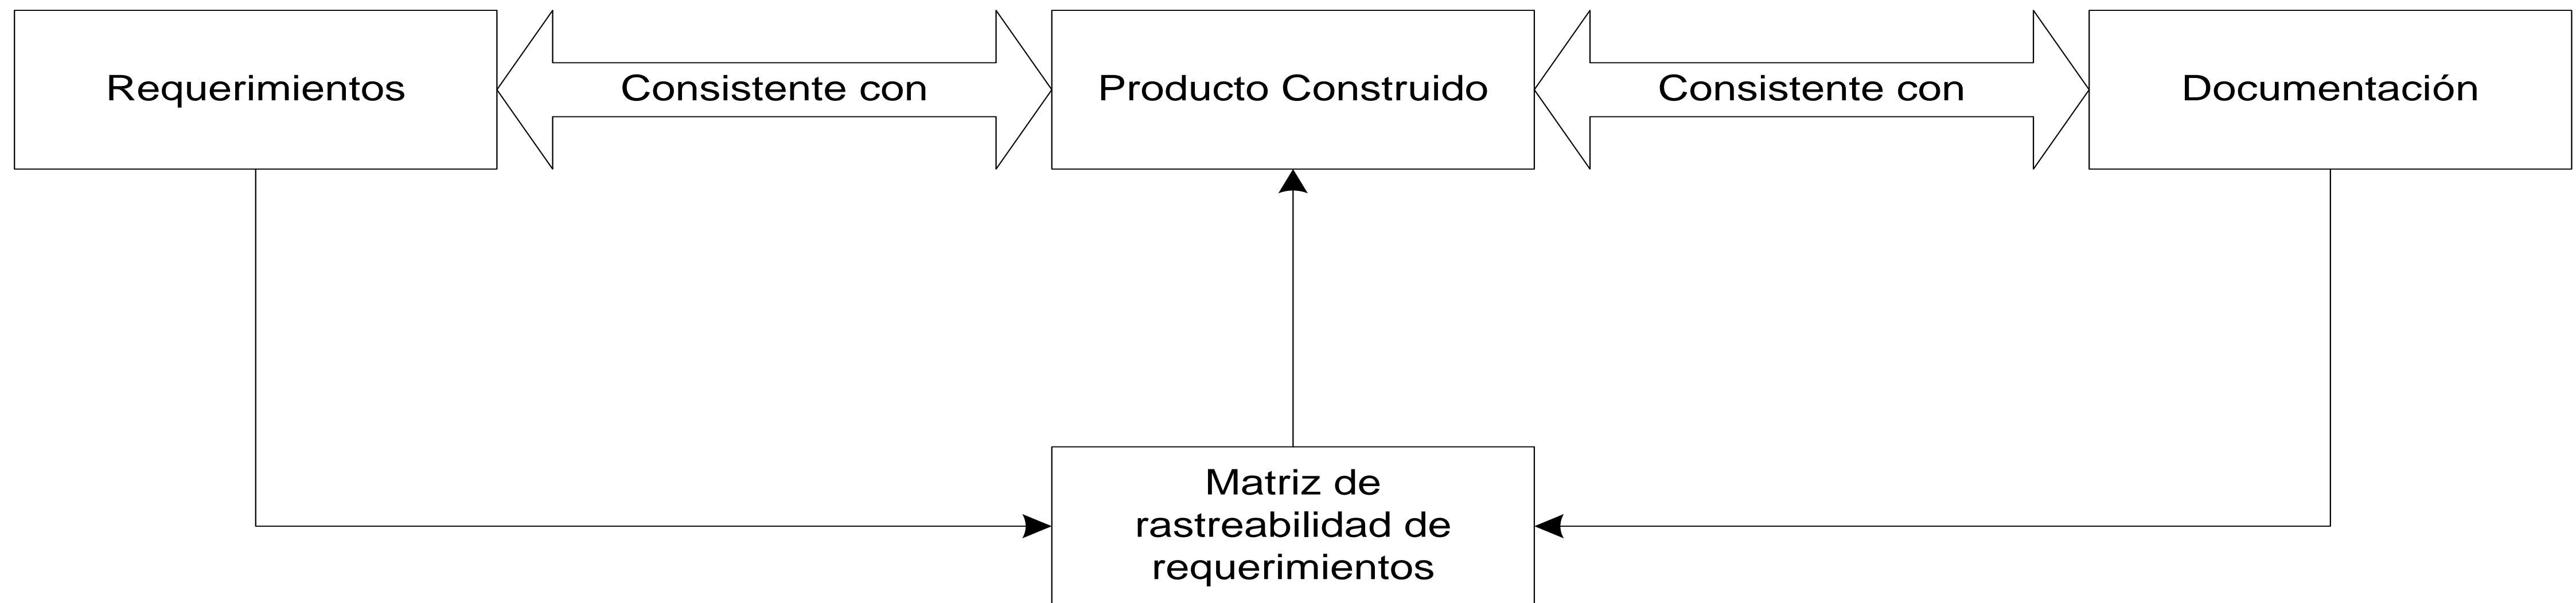 Requerimientos
Consistente con
Producto Construido
Consistente con
Documentación
Matriz de
rastreabilidad de
requerimientos